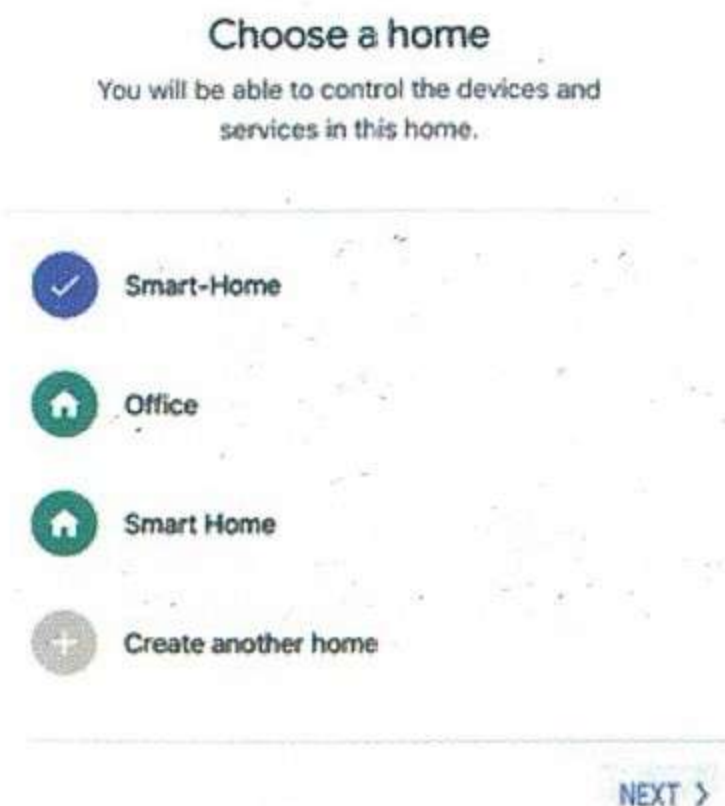 Choose a home
You will be able to control the devices and
services in this home.
Smart-Home
Office
Smart Home
Create another home
NEXT >